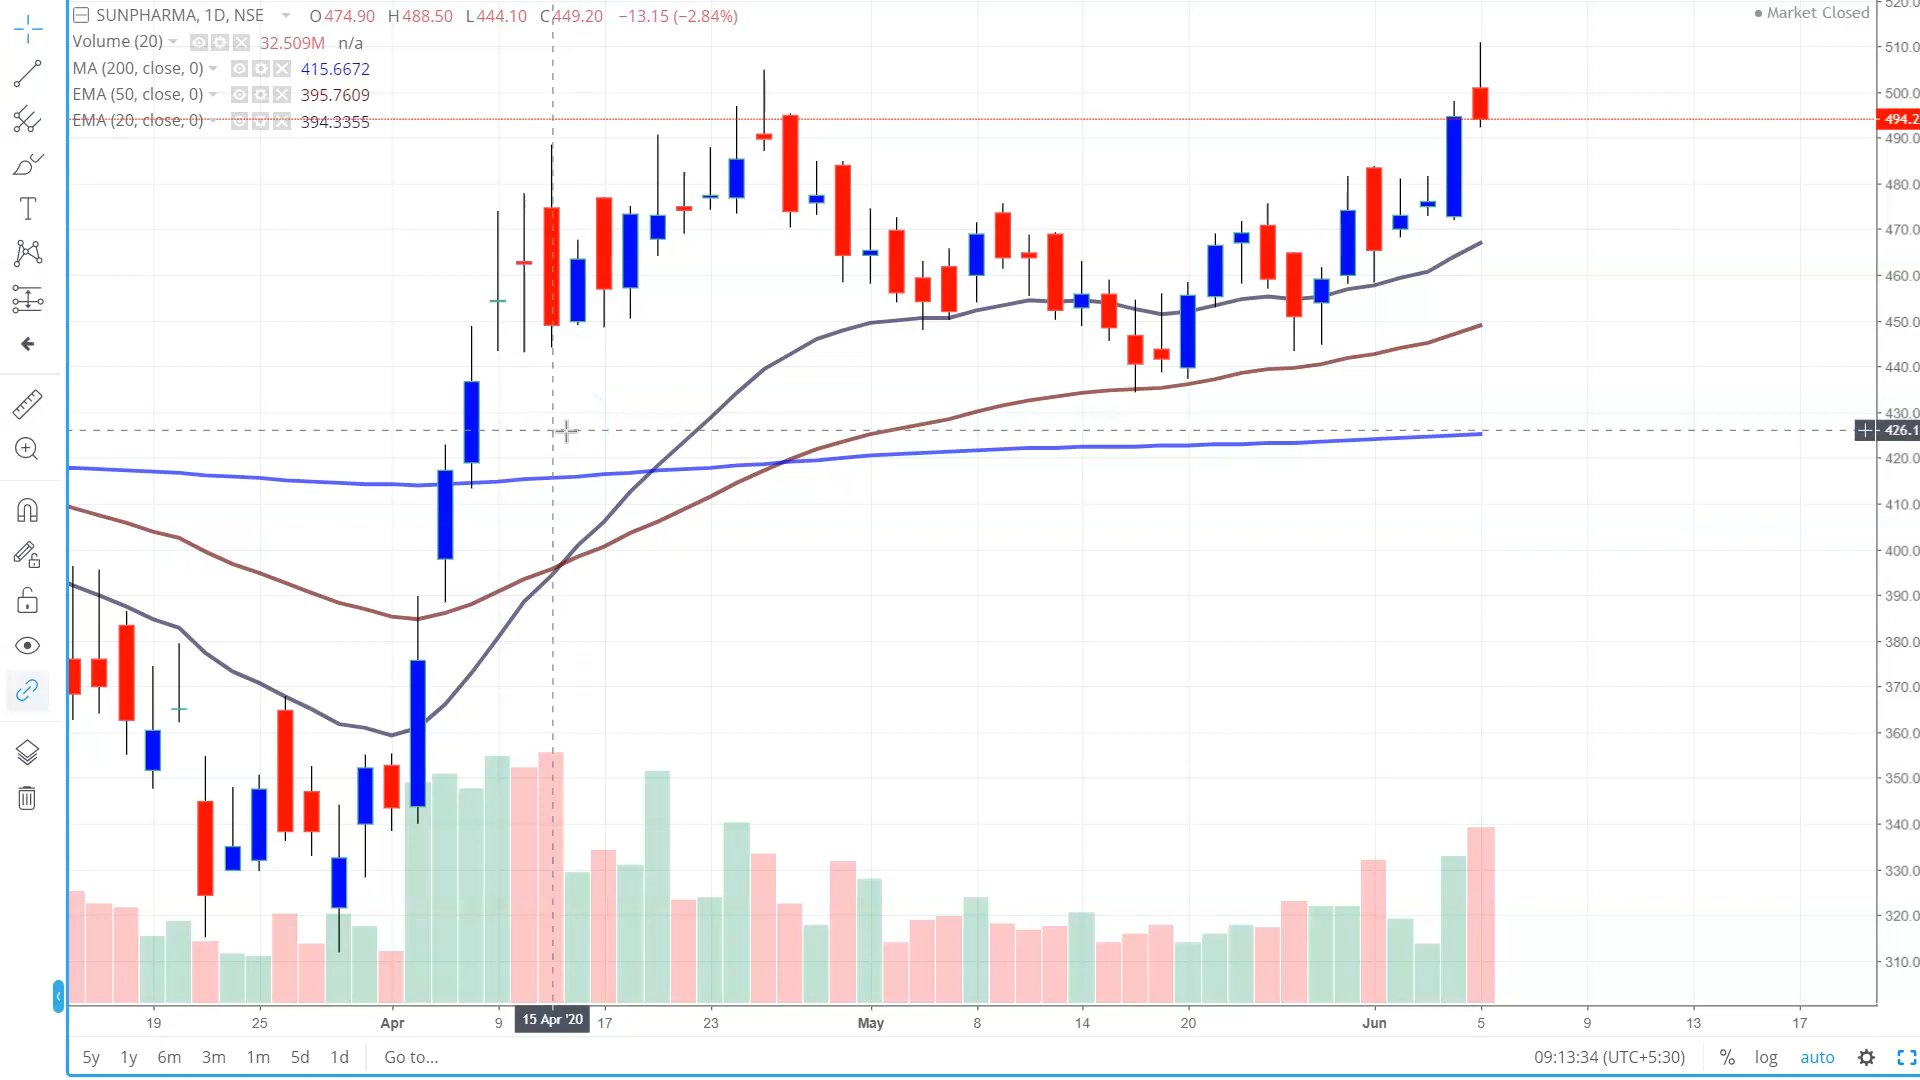 SUNPHARMA, 1D, NSE O474.90 H488.50 L444.10 C449.20 −13.15 (−2.84%)
Market Closed
Volume (20) 32.509M n/a
MA (200, close, 0) 415.6672
EMA (50, close, 0) 395.7609
EMA (20, close, 0) 394.3355
510.0
500.0
494.2
490.0
480.0
470.0
460.0
450.0
440.0
430.0
426.1
420.0
410.0
400.0
390.0
380.0
370.0
360.0
350.0
340.0
330.0
320.0
310.0
19 25 Apr 9 15 Apr '20 17 23 May 8 14 20 Jun 5 9 13 17
5y 1y 6m 3m 1m 5d 1d Go to... 09:13:34 (UTC+5:30) % log auto